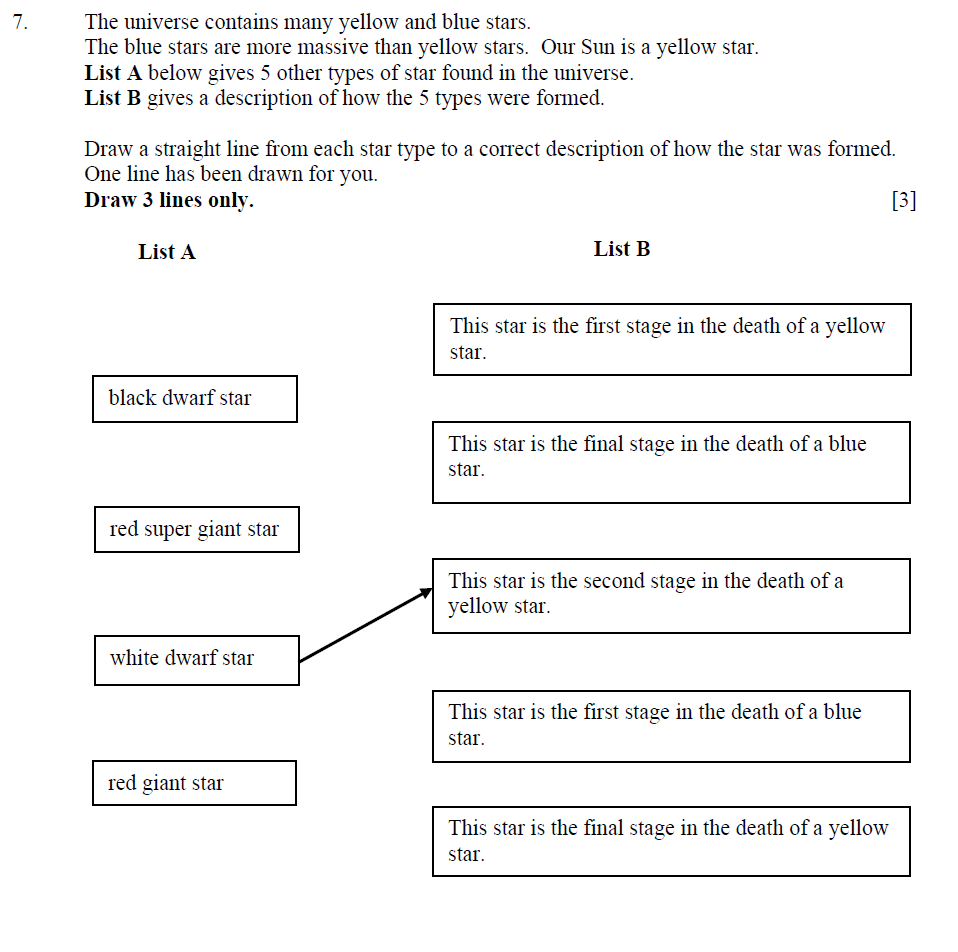 7. The universe contains many yellow and blue stars.
The blue stars are more massive than yellow stars. Our Sun is a yellow star.
List A below gives 5 other types of star found in the universe.
List B gives a description of how the 5 types were formed.
Draw a straight line from each star type to a correct description of how the star was formed.
One line has been drawn for you.
Draw 3 lines only. [3]
List A
List B
This star is the first stage in the death of a yellow
star.
black dwarf star
This star is the final stage in the death of a blue
star.
red super giant star
This star is the second stage in the death of a
yellow star.
white dwarf star
This star is the first stage in the death of a blue
star.
red giant star
This star is the final stage in the death of a yellow
star.